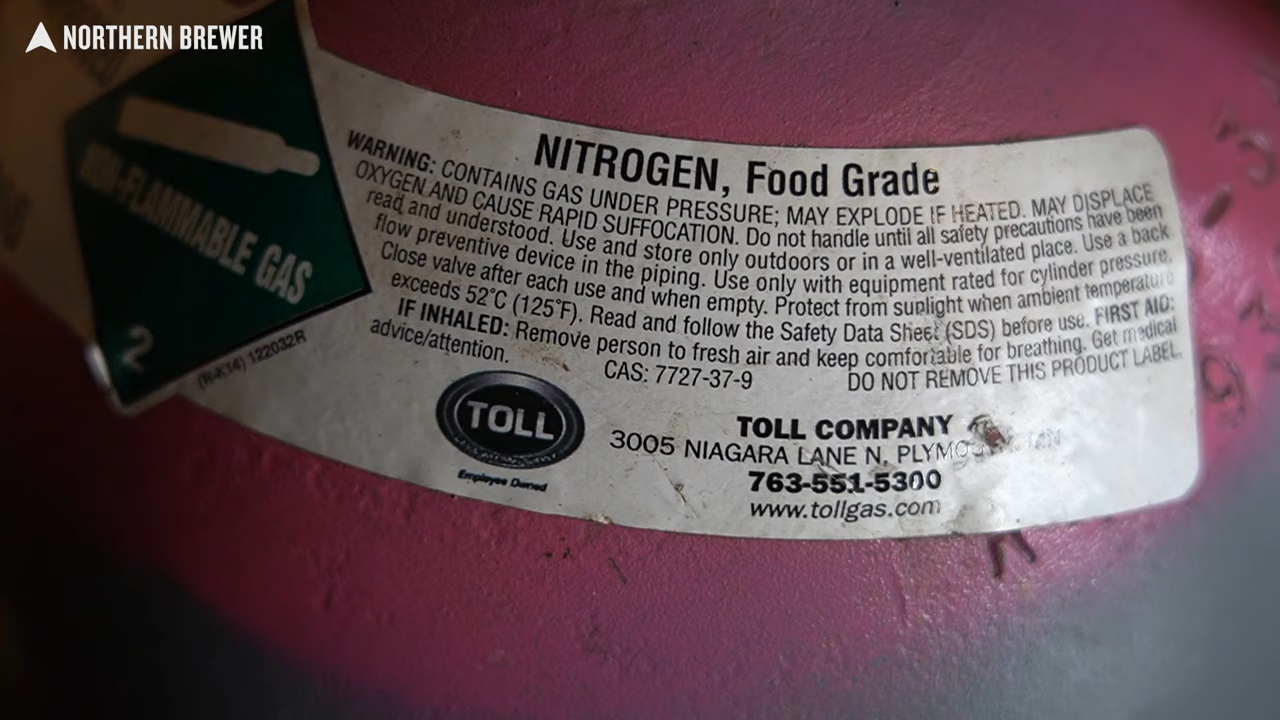 NORTHERN BREWER
NON-FLAMMABLE GAS
2
(R-K14) 122032R
NITROGEN, Food Grade
WARNING: CONTAINS GAS UNDER PRESSURE; MAY EXPLODE IF HEATED. MAY DISPLACE
OXYGEN AND CAUSE RAPID SUFFOCATION. Do not handle until all safety precautions have been
read and understood. Use and store only outdoors or in a well-ventilated place. Use a back
flow preventive device in the piping. Use only with equipment rated for cylinder pressure.
Close valve after each use and when empty. Protect from sunlight when ambient temperature
exceeds 52°C (125°F). Read and follow the Safety Data Sheet (SDS) before use. FIRST AID:
IF INHALED: Remove person to fresh air and keep comfortable for breathing. Get medical
advice/attention.
CAS: 7727-37-9 DO NOT REMOVE THIS PRODUCT LABEL.
TOLL
Employee Owned
TOLL COMPANY
3005 NIAGARA LANE N, MN
763-551-5300
www.tollgas.com